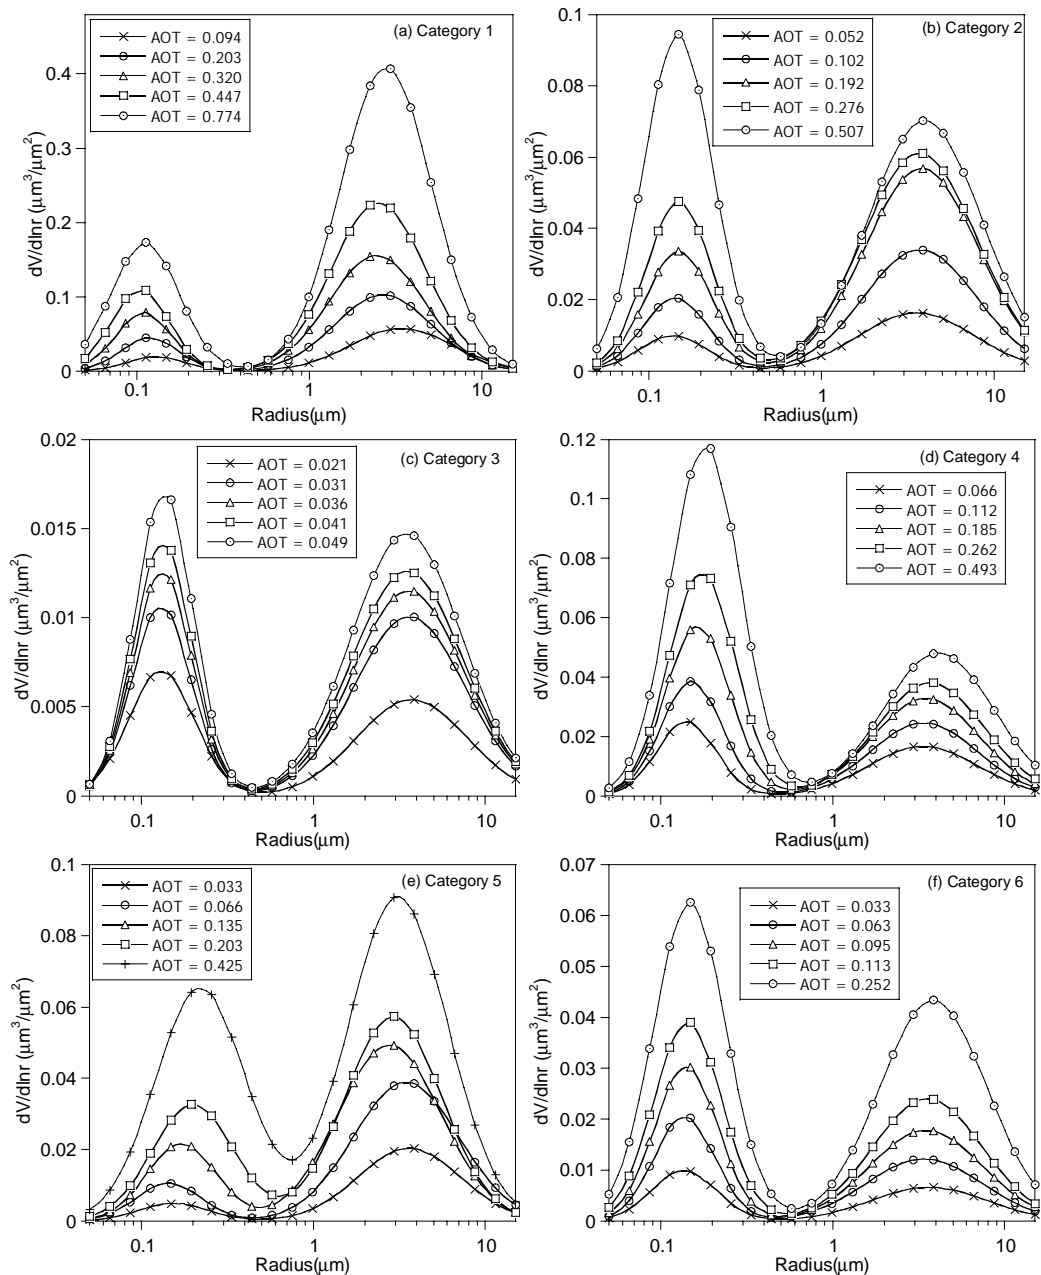 (a) Category 1
AOT = 0.094
AOT = 0.203
AOT = 0.320
AOT = 0.447
AOT = 0.774
dV/dlnr (μm³/μm²)
0.4
0.3
0.2
0.1
0
0.1
1
10
Radius(μm)
(b) Category 2
AOT = 0.052
AOT = 0.102
AOT = 0.192
AOT = 0.276
AOT = 0.507
dV/dlnr (μm³/μm²)
0.1
0.08
0.06
0.04
0.02
0
0.1
1
10
Radius(μm)
(c) Category 3
AOT = 0.021
AOT = 0.031
AOT = 0.036
AOT = 0.041
AOT = 0.049
dV/dlnr (μm³/μm²)
0.02
0.015
0.01
0.005
0
0.1
1
10
Radius(μm)
(d) Category 4
AOT = 0.066
AOT = 0.112
AOT = 0.185
AOT = 0.262
AOT = 0.493
dV/dlnr (μm³/μm²)
0.12
0.1
0.08
0.06
0.04
0.02
0
0.1
1
10
Radius(μm)
(e) Category 5
AOT = 0.033
AOT = 0.066
AOT = 0.135
AOT = 0.203
AOT = 0.425
dV/dlnr (μm³/μm²)
0.1
0.08
0.06
0.04
0.02
0
0.1
1
10
Radius(μm)
(f) Category 6
AOT = 0.033
AOT = 0.063
AOT = 0.095
AOT = 0.113
AOT = 0.252
dV/dlnr (μm³/μm²)
0.07
0.06
0.05
0.04
0.03
0.02
0.01
0
0.1
1
10
Radius(μm)